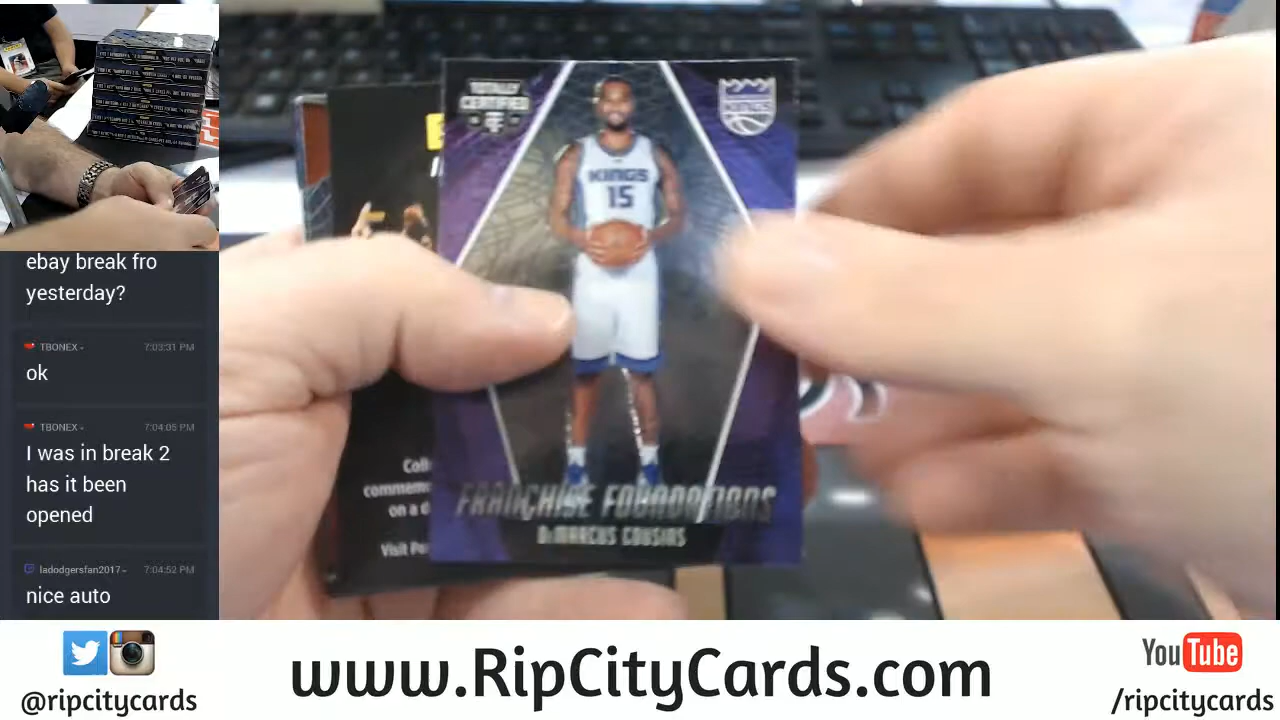 ebay break fro
yesterday?
TBONEX
7:03:31 PM
ok
TBONEX
7:04:05 PM
I was in break 2
has it been
opened
ladodgersfan2017
7:04:52 PM
nice auto
TOTALLY
CERTIFIED
KINGS
KINGS
15
FRANCHISE FOUNDATIONS
DeMARCUS COUSINS
on a
@ripcitycards
www.RipCityCards.com
YouTube
/ripcitycards